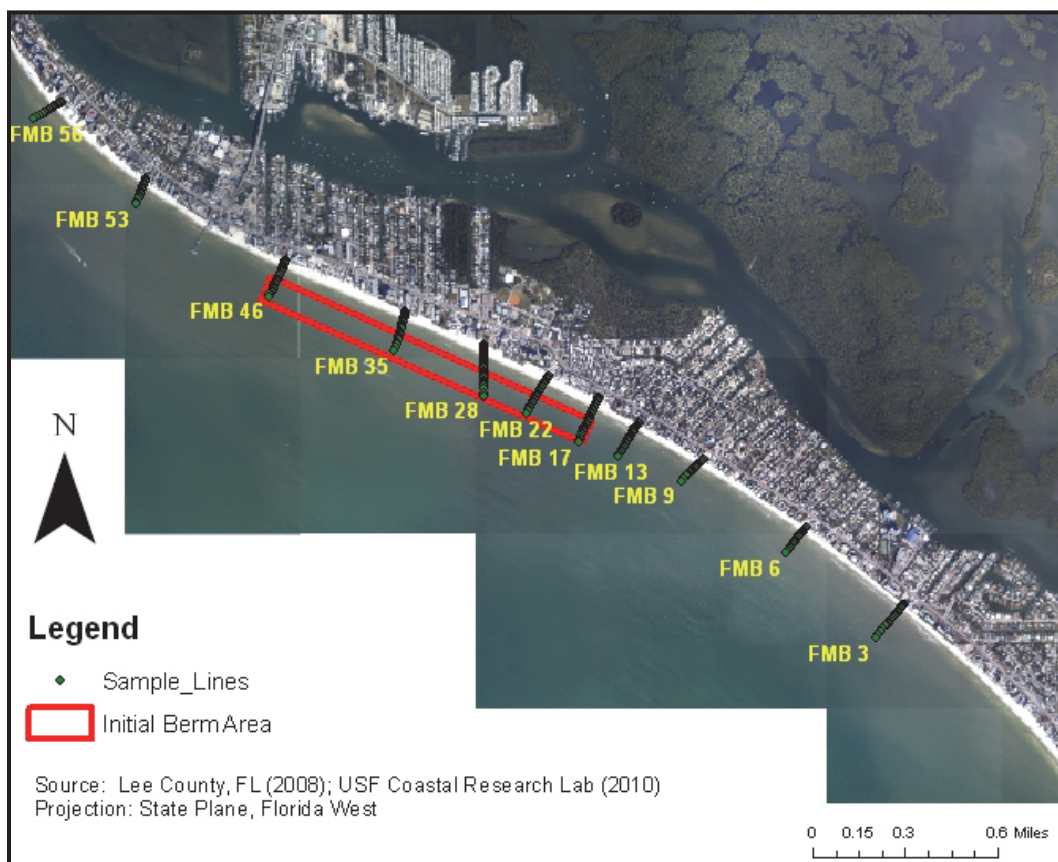 FMB 56
FMB 53
FMB 46
FMB 35
FMB 28
FMB 22
FMB 17
FMB 13
FMB 9
FMB 6
FMB 3
N
Legend
Sample_Lines
Initial Berm Area
Source: Lee County, FL (2008); USF Coastal Research Lab (2010)
Projection: State Plane, Florida West
0 0.15 0.3 0.6 Miles